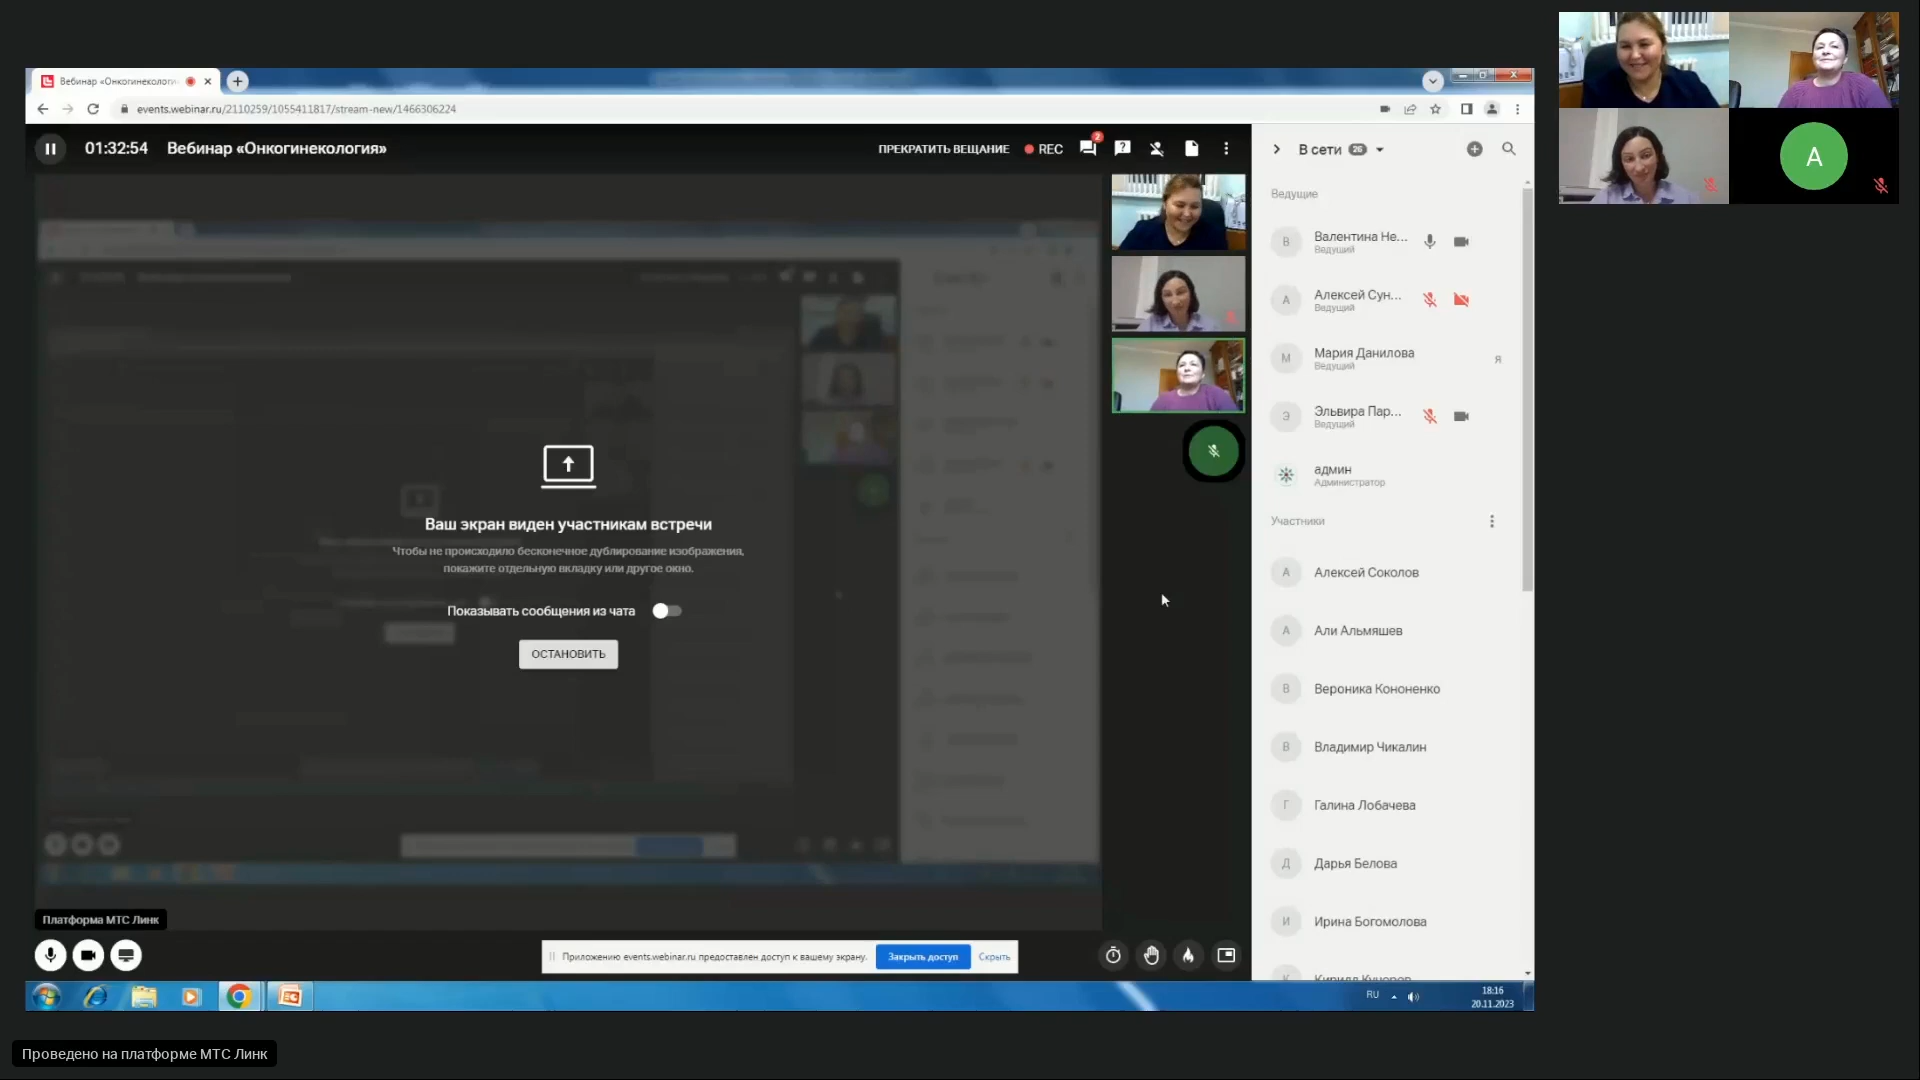 Вебинар «Онкогинекологи
events.webinar.ru/2110259/1055411817/stream-new/1466306224
01:32:54 Вебинар «Онкогинекология»
ПРЕКРАТИТЬ ВЕЩАНИЕ REC 2
Ваш экран виден участникам встречи
Чтобы не происходило бесконечное дублирование изображения,
покажите отдельную вкладку или другое окно.
Показывать сообщения из чата
ОСТАНОВИТЬ
Платформа МТС Линк
Приложению events.webinar.ru предоставлен доступ к вашему экрану. Закрыть доступ Скрыть
В сети 26
Ведущие
В Валентина Не...
Ведущий
А Алексей Сун...
Ведущий
М Мария Данилова Я
Ведущий
Э Эльвира Пар...
Ведущий
админ
Администратор
Участники
А Алексей Соколов
А Али Альмяшев
В Вероника Кононенко
В Владимир Чикалин
Г Галина Лобачева
Д Дарья Белова
И Ирина Богомолова
RU
18:16
20.11.2023
A
Проведено на платформе МТС Линк